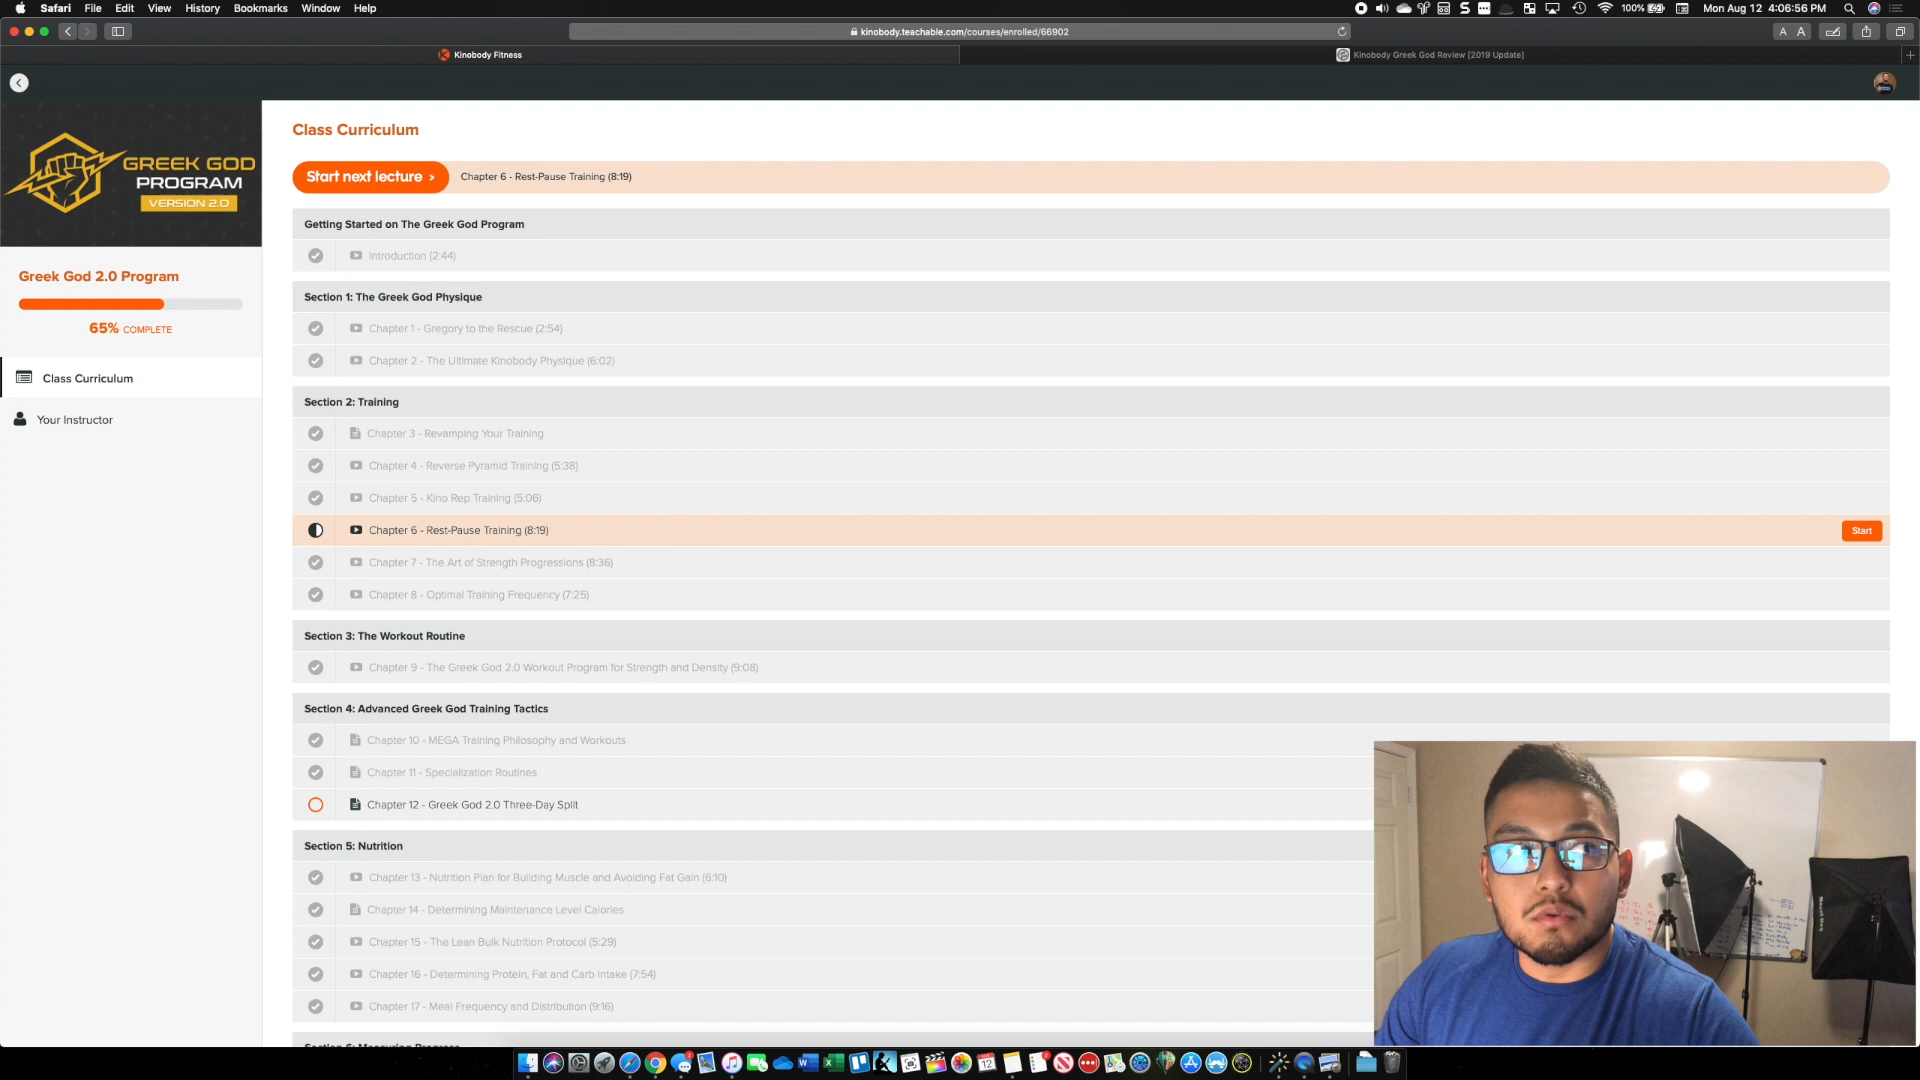 Safari File Edit View History Bookmarks Window Help
100% Mon Aug 12 4:06:56 PM
kinobody.teachable.com/courses/enrolled/66902
A A
Kinobody Fitness
Kinobody Greek God Review [2019 Update]
GREEK GOD
PROGRAM
VERSION 2.0
Greek God 2.0 Program
65% COMPLETE
Class Curriculum
Your Instructor
Class Curriculum
Start next lecture › Chapter 6 - Rest-Pause Training (8:19)
Getting Started on The Greek God Program
Introduction (2:44)
Section 1: The Greek God Physique
Chapter 1 - Gregory to the Rescue (2:54)
Chapter 2 - The Ultimate Kinobody Physique (6:02)
Section 2: Training
Chapter 3 - Revamping Your Training
Chapter 4 - Reverse Pyramid Training (5:38)
Chapter 5 - Kino Rep Training (5:06)
Chapter 6 - Rest-Pause Training (8:19)
Start
Chapter 7 - The Art of Strength Progressions (8:36)
Chapter 8 - Optimal Training Frequency (7:25)
Section 3: The Workout Routine
Chapter 9 - The Greek God 2.0 Workout Program for Strength and Density (9:08)
Section 4: Advanced Greek God Training Tactics
Chapter 10 - MEGA Training Philosophy and Workouts
Chapter 11 - Specialization Routines
Chapter 12 - Greek God 2.0 Three-Day Split
Section 5: Nutrition
Chapter 13 - Nutrition Plan for Building Muscle and Avoiding Fat Gain (6:10)
Chapter 14 - Determining Maintenance Level Calories
Chapter 15 - The Lean Bulk Nutrition Protocol (5:29)
Chapter 16 - Determining Protein, Fat and Carb Intake (7:54)
Chapter 17 - Meal Frequency and Distribution (9:16)
Section 6: Measuring Progress